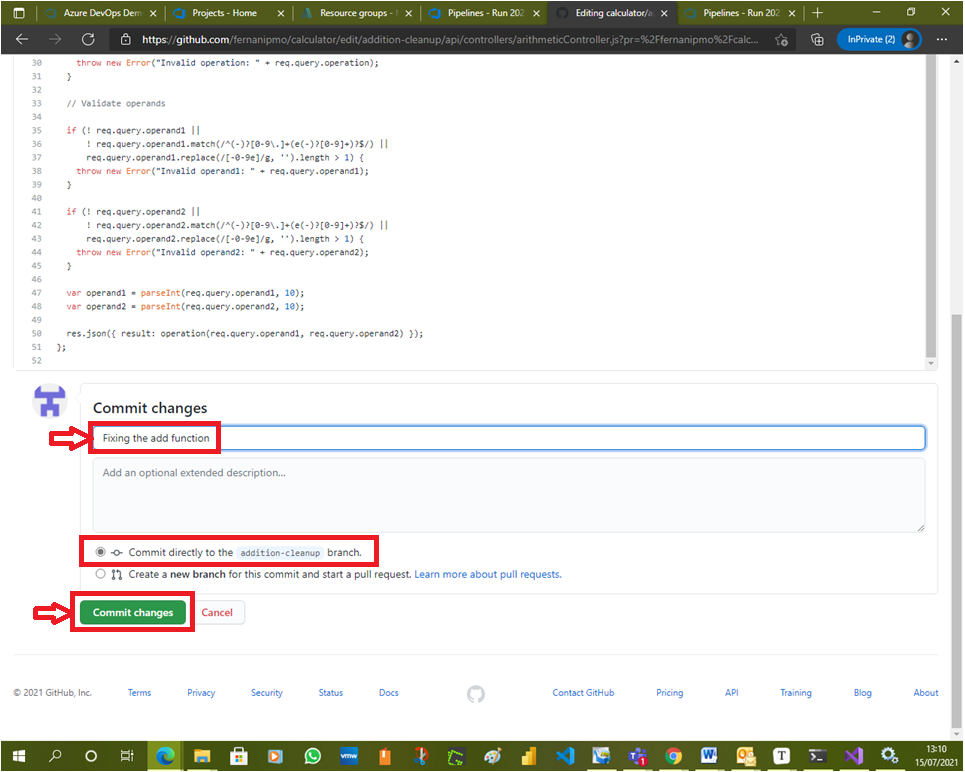 Azure DevOps Dem
Projects - Home
Resource groups -
Pipelines - Run 202
Editing calculator/a
Pipelines - Run 202
https://github.com/fernanipmo/calculator/edit/addition-cleanup/api/controllers/arithmeticController.js?pr=%2Ffernanipmo%2Fcalc...
InPrivate (2)
30 throw new Error("Invalid operation: " + req.query.operation);
31 }
32
33 // Validate operands
34
35 if (! req.query.operand1 ||
36 ! req.query.operand1.match(/^(-)?[0-9\.]+(e(-)?[0-9]+)?$/) ||
37 req.query.operand1.replace(/[-0-9e]/g, '').length > 1) {
38 throw new Error("Invalid operand1: " + req.query.operand1);
39 }
40
41 if (! req.query.operand2 ||
42 ! req.query.operand2.match(/^(-)?[0-9\.]+(e(-)?[0-9]+)?$/) ||
43 req.query.operand2.replace(/[-0-9e]/g, '').length > 1) {
44 throw new Error("Invalid operand2: " + req.query.operand2);
45 }
46
47 var operand1 = parseInt(req.query.operand1, 10);
48 var operand2 = parseInt(req.query.operand2, 10);
49
50 res.json({ result: operation(req.query.operand1, req.query.operand2) });
51 };
52
Commit changes
Fixing the add function
Add an optional extended description...
Commit directly to the addition-cleanup branch.
Create a new branch for this commit and start a pull request. Learn more about pull requests.
Commit changes
Cancel
© 2021 GitHub, Inc.
Terms
Privacy
Security
Status
Docs
Contact GitHub
Pricing
API
Training
Blog
About
vmw
13:10
15/07/2021